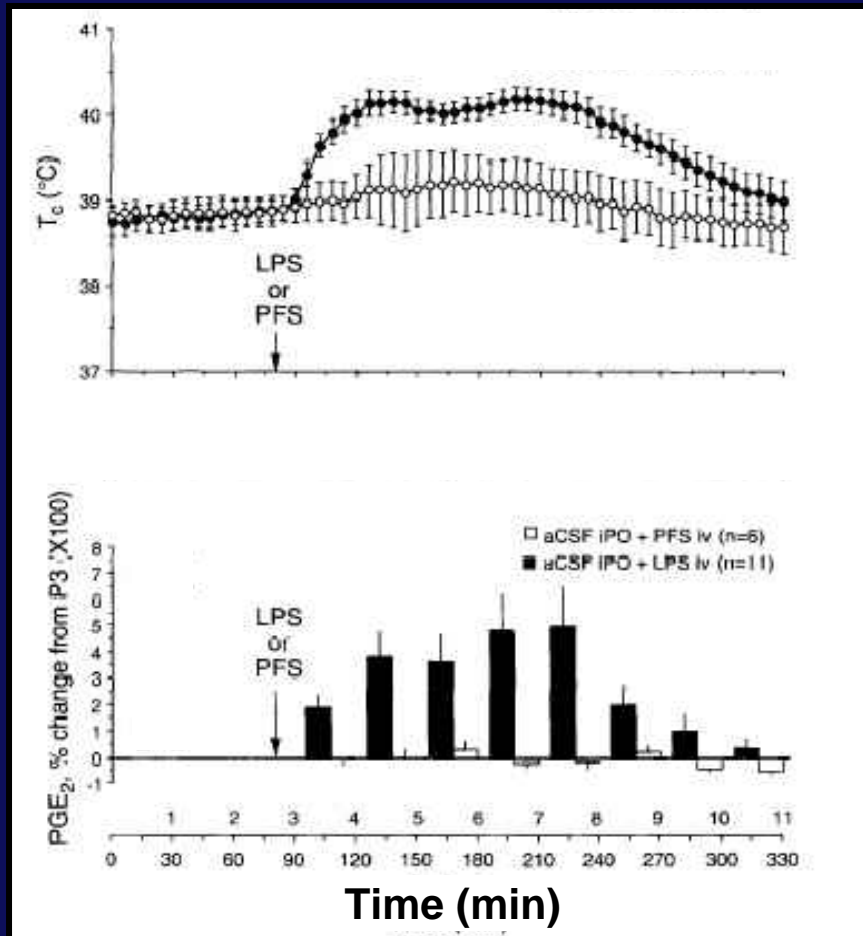 41
40
39
38
37
Tc (°C)
LPS
or
PFS
PGE2, % change from P3 (X100)
8
7
6
5
4
3
2
1
0
-1
□ aCSF iPO + PFS iv (n=6)
■ aCSF iPO + LPS iv (n=11)
LPS
or
PFS
1 2 3 4 5 6 7 8 9 10 11
0 30 60 90 120 150 180 210 240 270 300 330
Time (min)